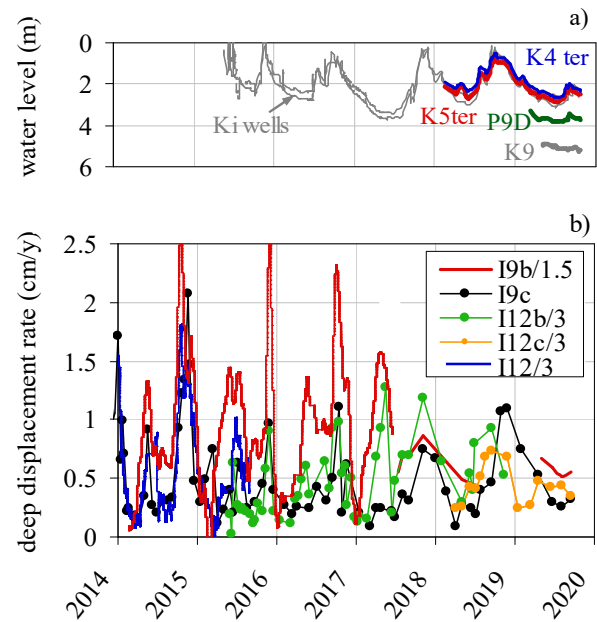 a)
water level (m)
0
2
4
6
K4 ter
Ki wells
K5ter
P9D
K9
b)
deep displacement rate (cm/y)
2.5
2
1.5
1
0.5
0
I9b/1.5
I9c
I12b/3
I12c/3
I12/3
2014
2015
2016
2017
2018
2019
2020